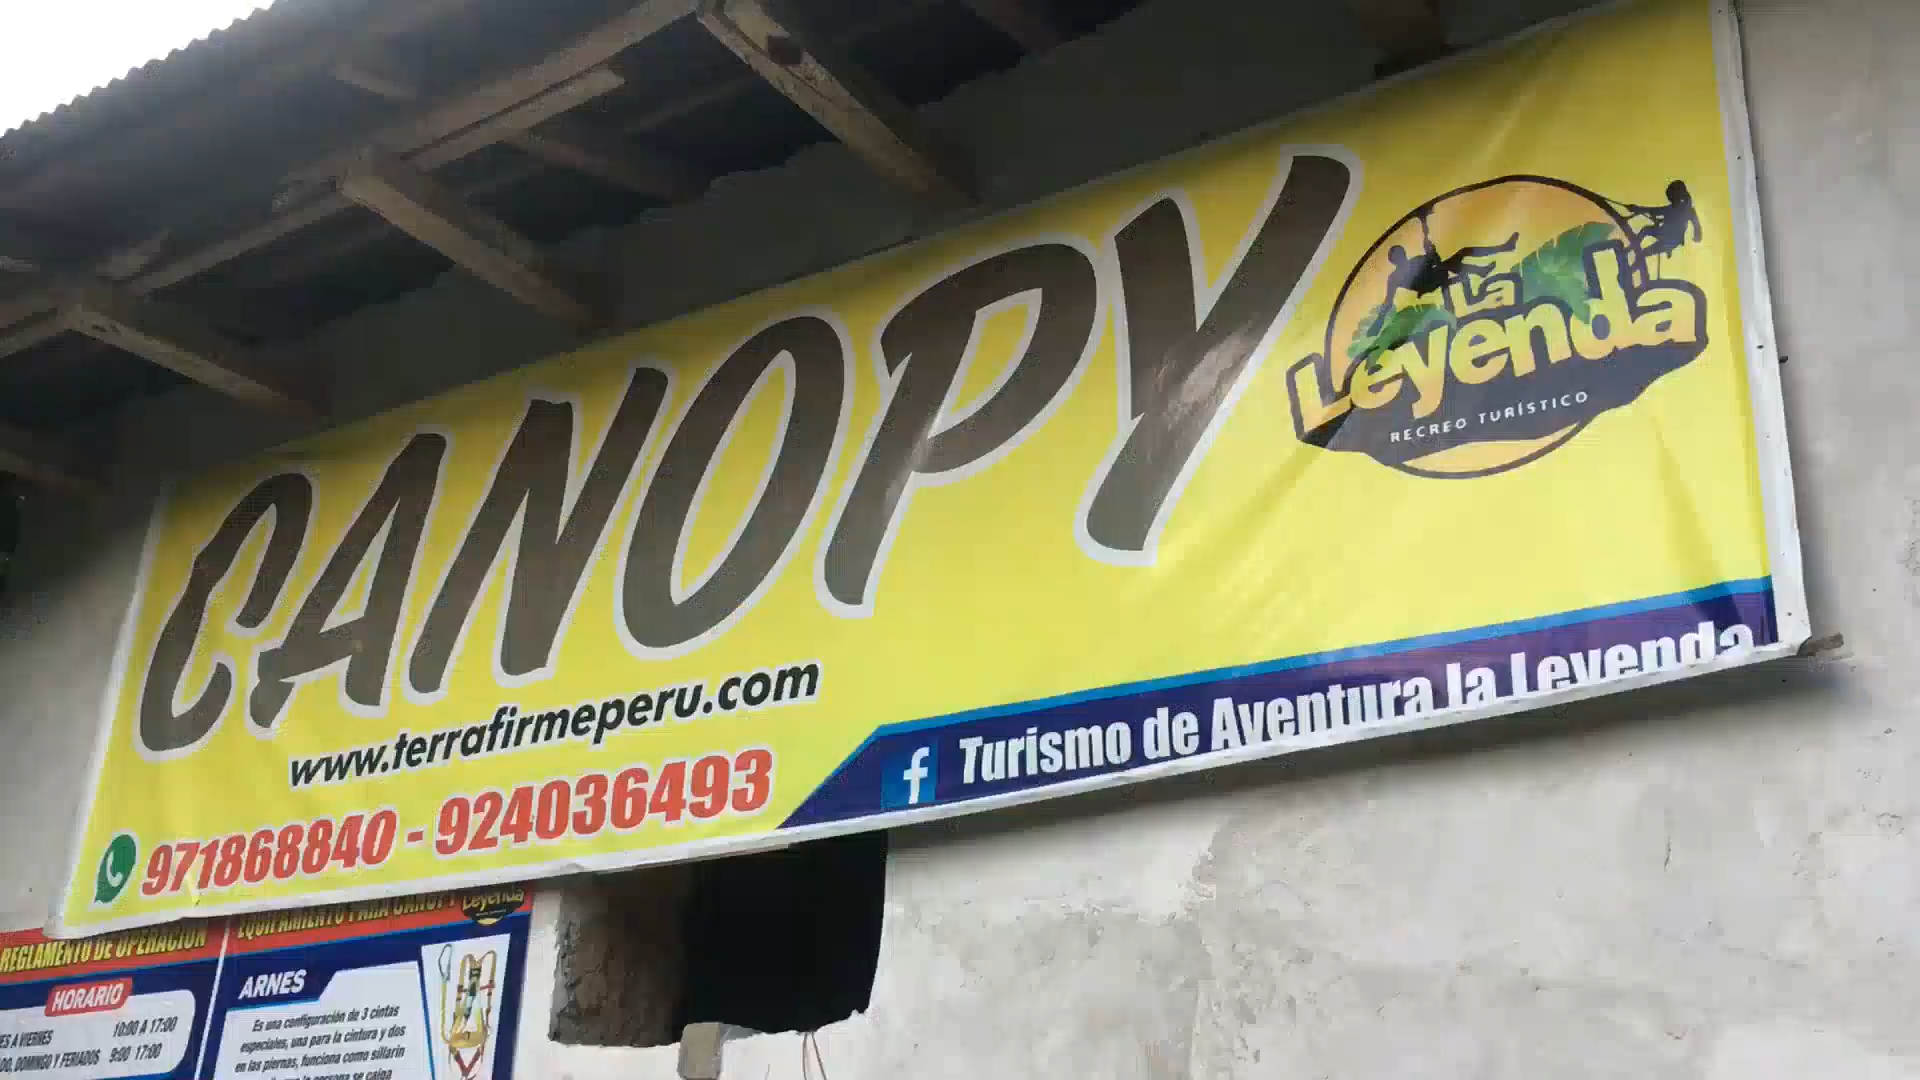 CANOPY
La
Leyenda
RECREO TURÍSTICO
www.terrafirmeperu.com
971868840 - 924036493
f Turismo de Aventura la Leyenda
REGLAMENTO DE OPERACIÓN
HORARIO
A VIERNES 10:00 A 17:00
DOMINGO Y FERIADOS 9:00 17:00
EQUIPAMIENTO PARA CANOPY
Leyenda
ARNES
Es una configuración de 3 cintas
especiales, una para la cintura y dos
en las piernas, funciona como sillarin